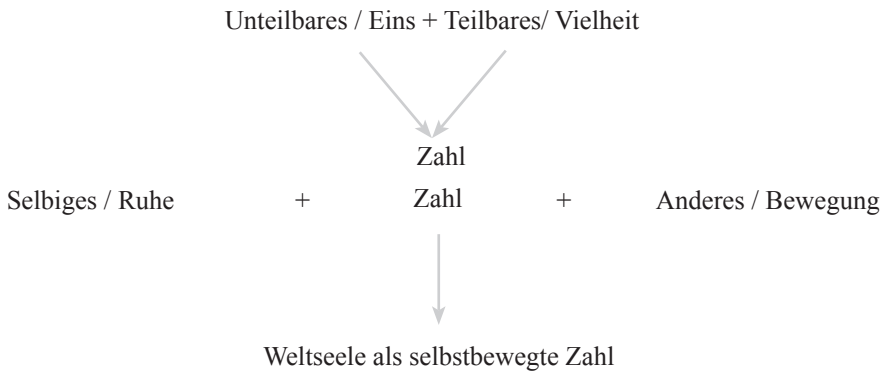 Unteilbares / Eins + Teilbares/ Vielheit
Zahl
Selbiges / Ruhe + Zahl + Anderes / Bewegung
Weltseele als selbstbewegte Zahl